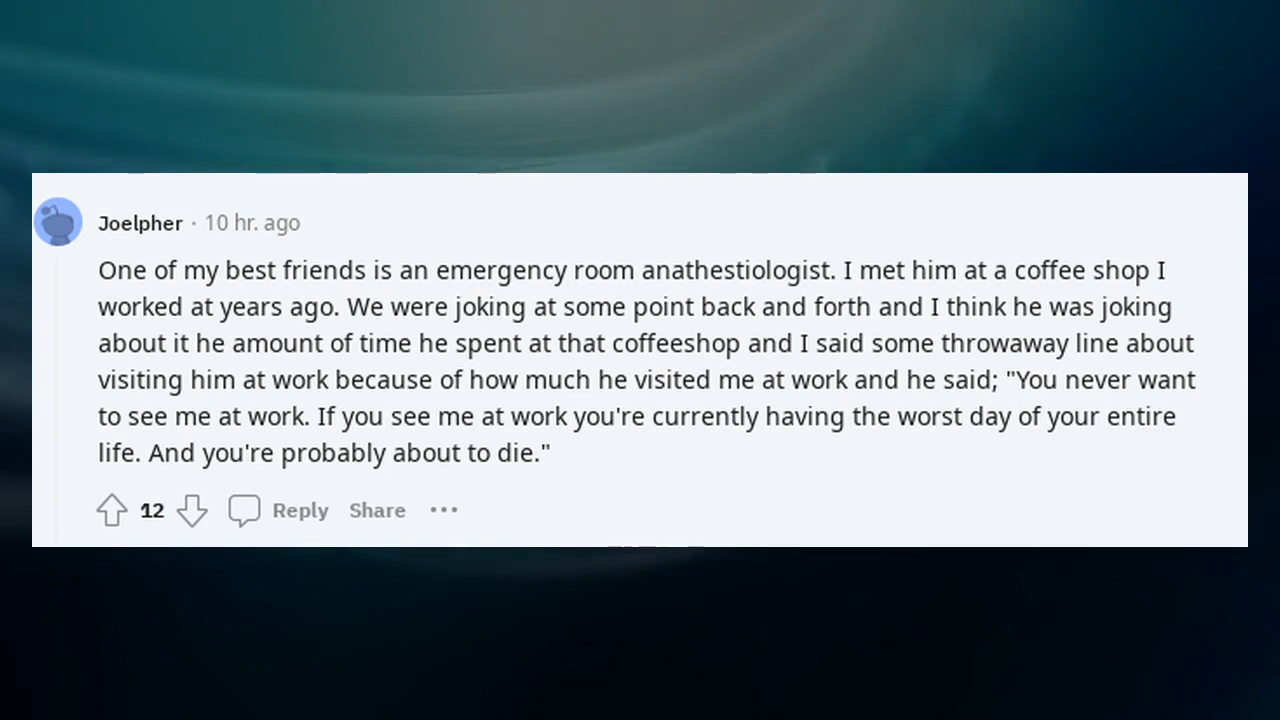 Joelpher · 10 hr. ago
One of my best friends is an emergency room anathestiologist. I met him at a coffee shop I
worked at years ago. We were joking at some point back and forth and I think he was joking
about it he amount of time he spent at that coffeeshop and I said some throwaway line about
visiting him at work because of how much he visited me at work and he said; "You never want
to see me at work. If you see me at work you're currently having the worst day of your entire
life. And you're probably about to die."
12 Reply Share